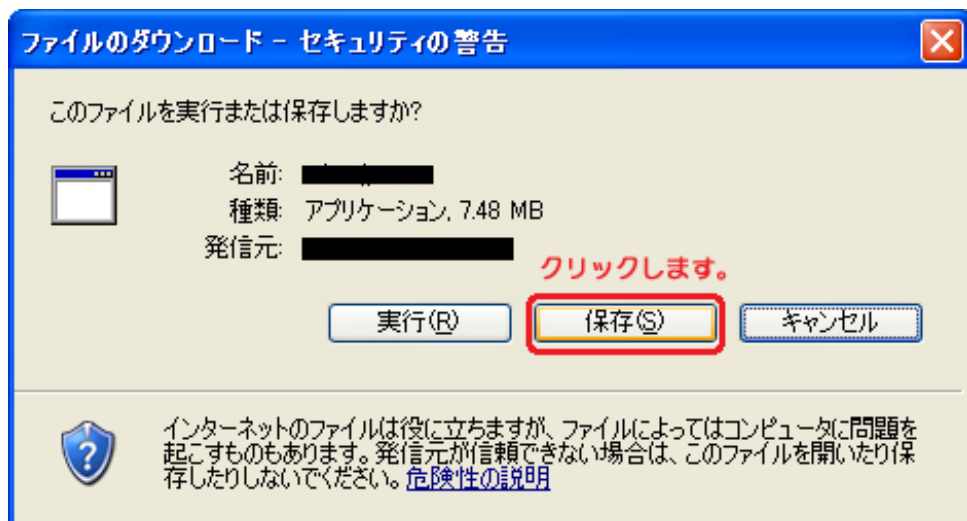 ファイルのダウンロード - セキュリティの警告
このファイルを実行または保存しますか?
名前:
種類: アプリケーション, 7.48 MB
発信元:
クリックします。
実行(R) 保存(S) キャンセル
インターネットのファイルは役に立ちますが、ファイルによってはコンピュータに問題を
起こすものもあります。発信元が信頼できない場合は、このファイルを開いたり保
存したりしないでください。危険性の説明